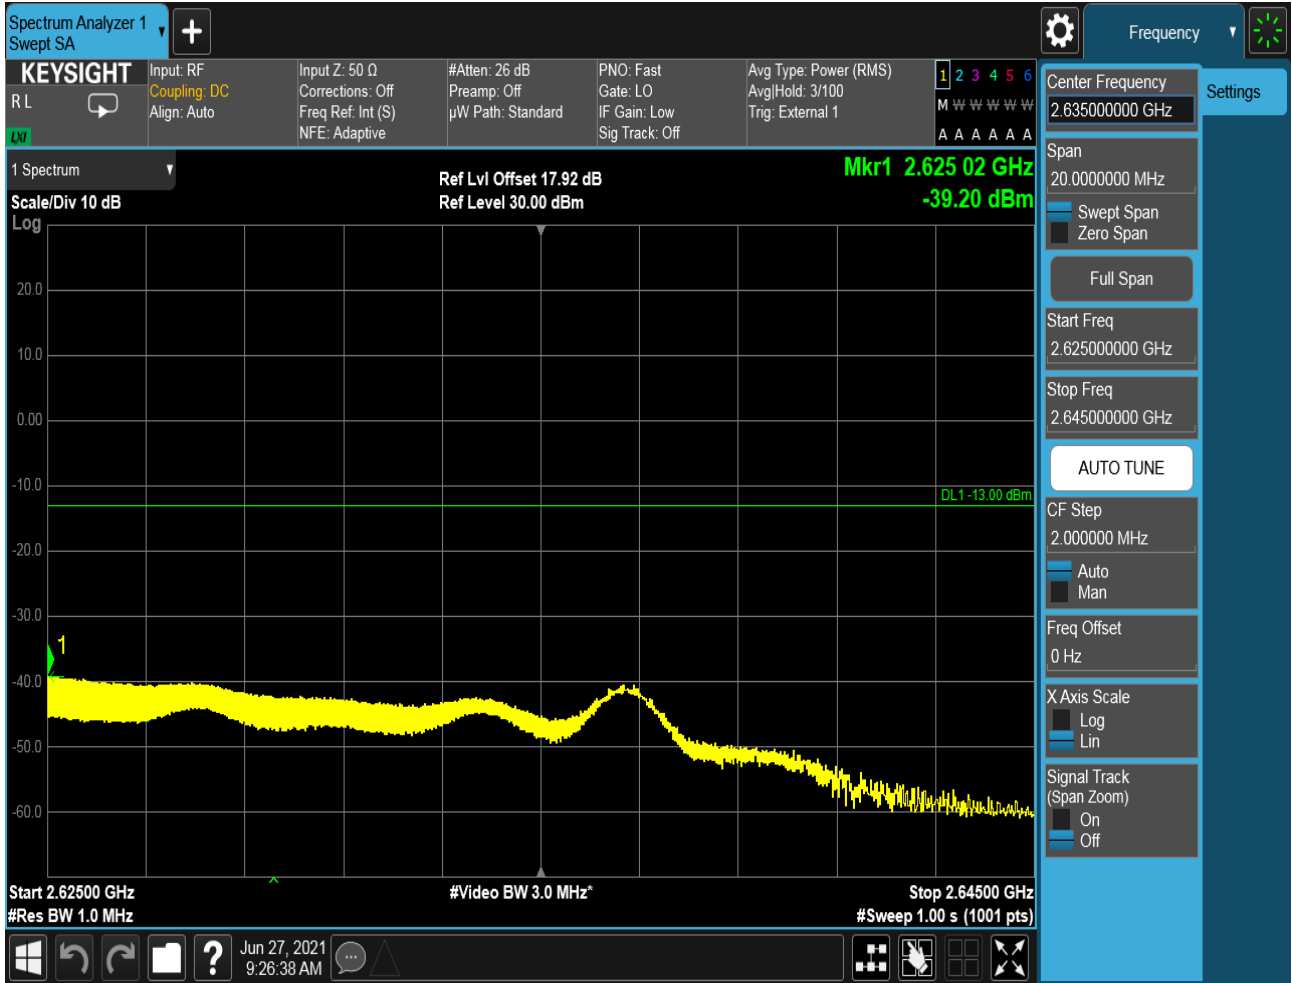 Spectrum Analyzer 1
Swept SA
+
Frequency
KEYSIGHT
R L
LXI
Input: RF
Coupling: DC
Align: Auto
Input Z: 50 Ω
Corrections: Off
Freq Ref: Int (S)
NFE: Adaptive
#Atten: 26 dB
Preamp: Off
µW Path: Standard
PNO: Fast
Gate: LO
IF Gain: Low
Sig Track: Off
Avg Type: Power (RMS)
Avg|Hold: 3/100
Trig: External 1
1 2 3 4 5 6
M W W W W W
A A A A A A
1 Spectrum
Scale/Div 10 dB
Log
Ref Lvl Offset 17.92 dB
Ref Level 30.00 dBm
Mkr1 2.625 02 GHz
-39.20 dBm
20.0
10.0
0.00
-10.0
DL1 -13.00 dBm
-20.0
-30.0
1
-40.0
-50.0
-60.0
Start 2.62500 GHz
#Res BW 1.0 MHz
#Video BW 3.0 MHz*
Stop 2.64500 GHz
#Sweep 1.00 s (1001 pts)
Center Frequency
2.635000000 GHz
Settings
Span
20.0000000 MHz
Swept Span
Zero Span
Full Span
Start Freq
2.625000000 GHz
Stop Freq
2.645000000 GHz
AUTO TUNE
CF Step
2.000000 MHz
Auto
Man
Freq Offset
0 Hz
X Axis Scale
Log
Lin
Signal Track
(Span Zoom)
On
Off
?
Jun 27, 2021
9:26:38 AM